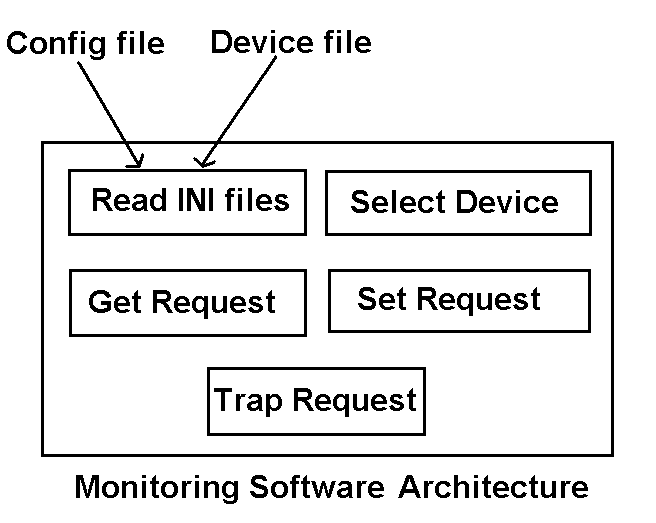 Config file Device file
Read INI files Select Device
Get Request Set Request
Trap Request
Monitoring Software Architecture